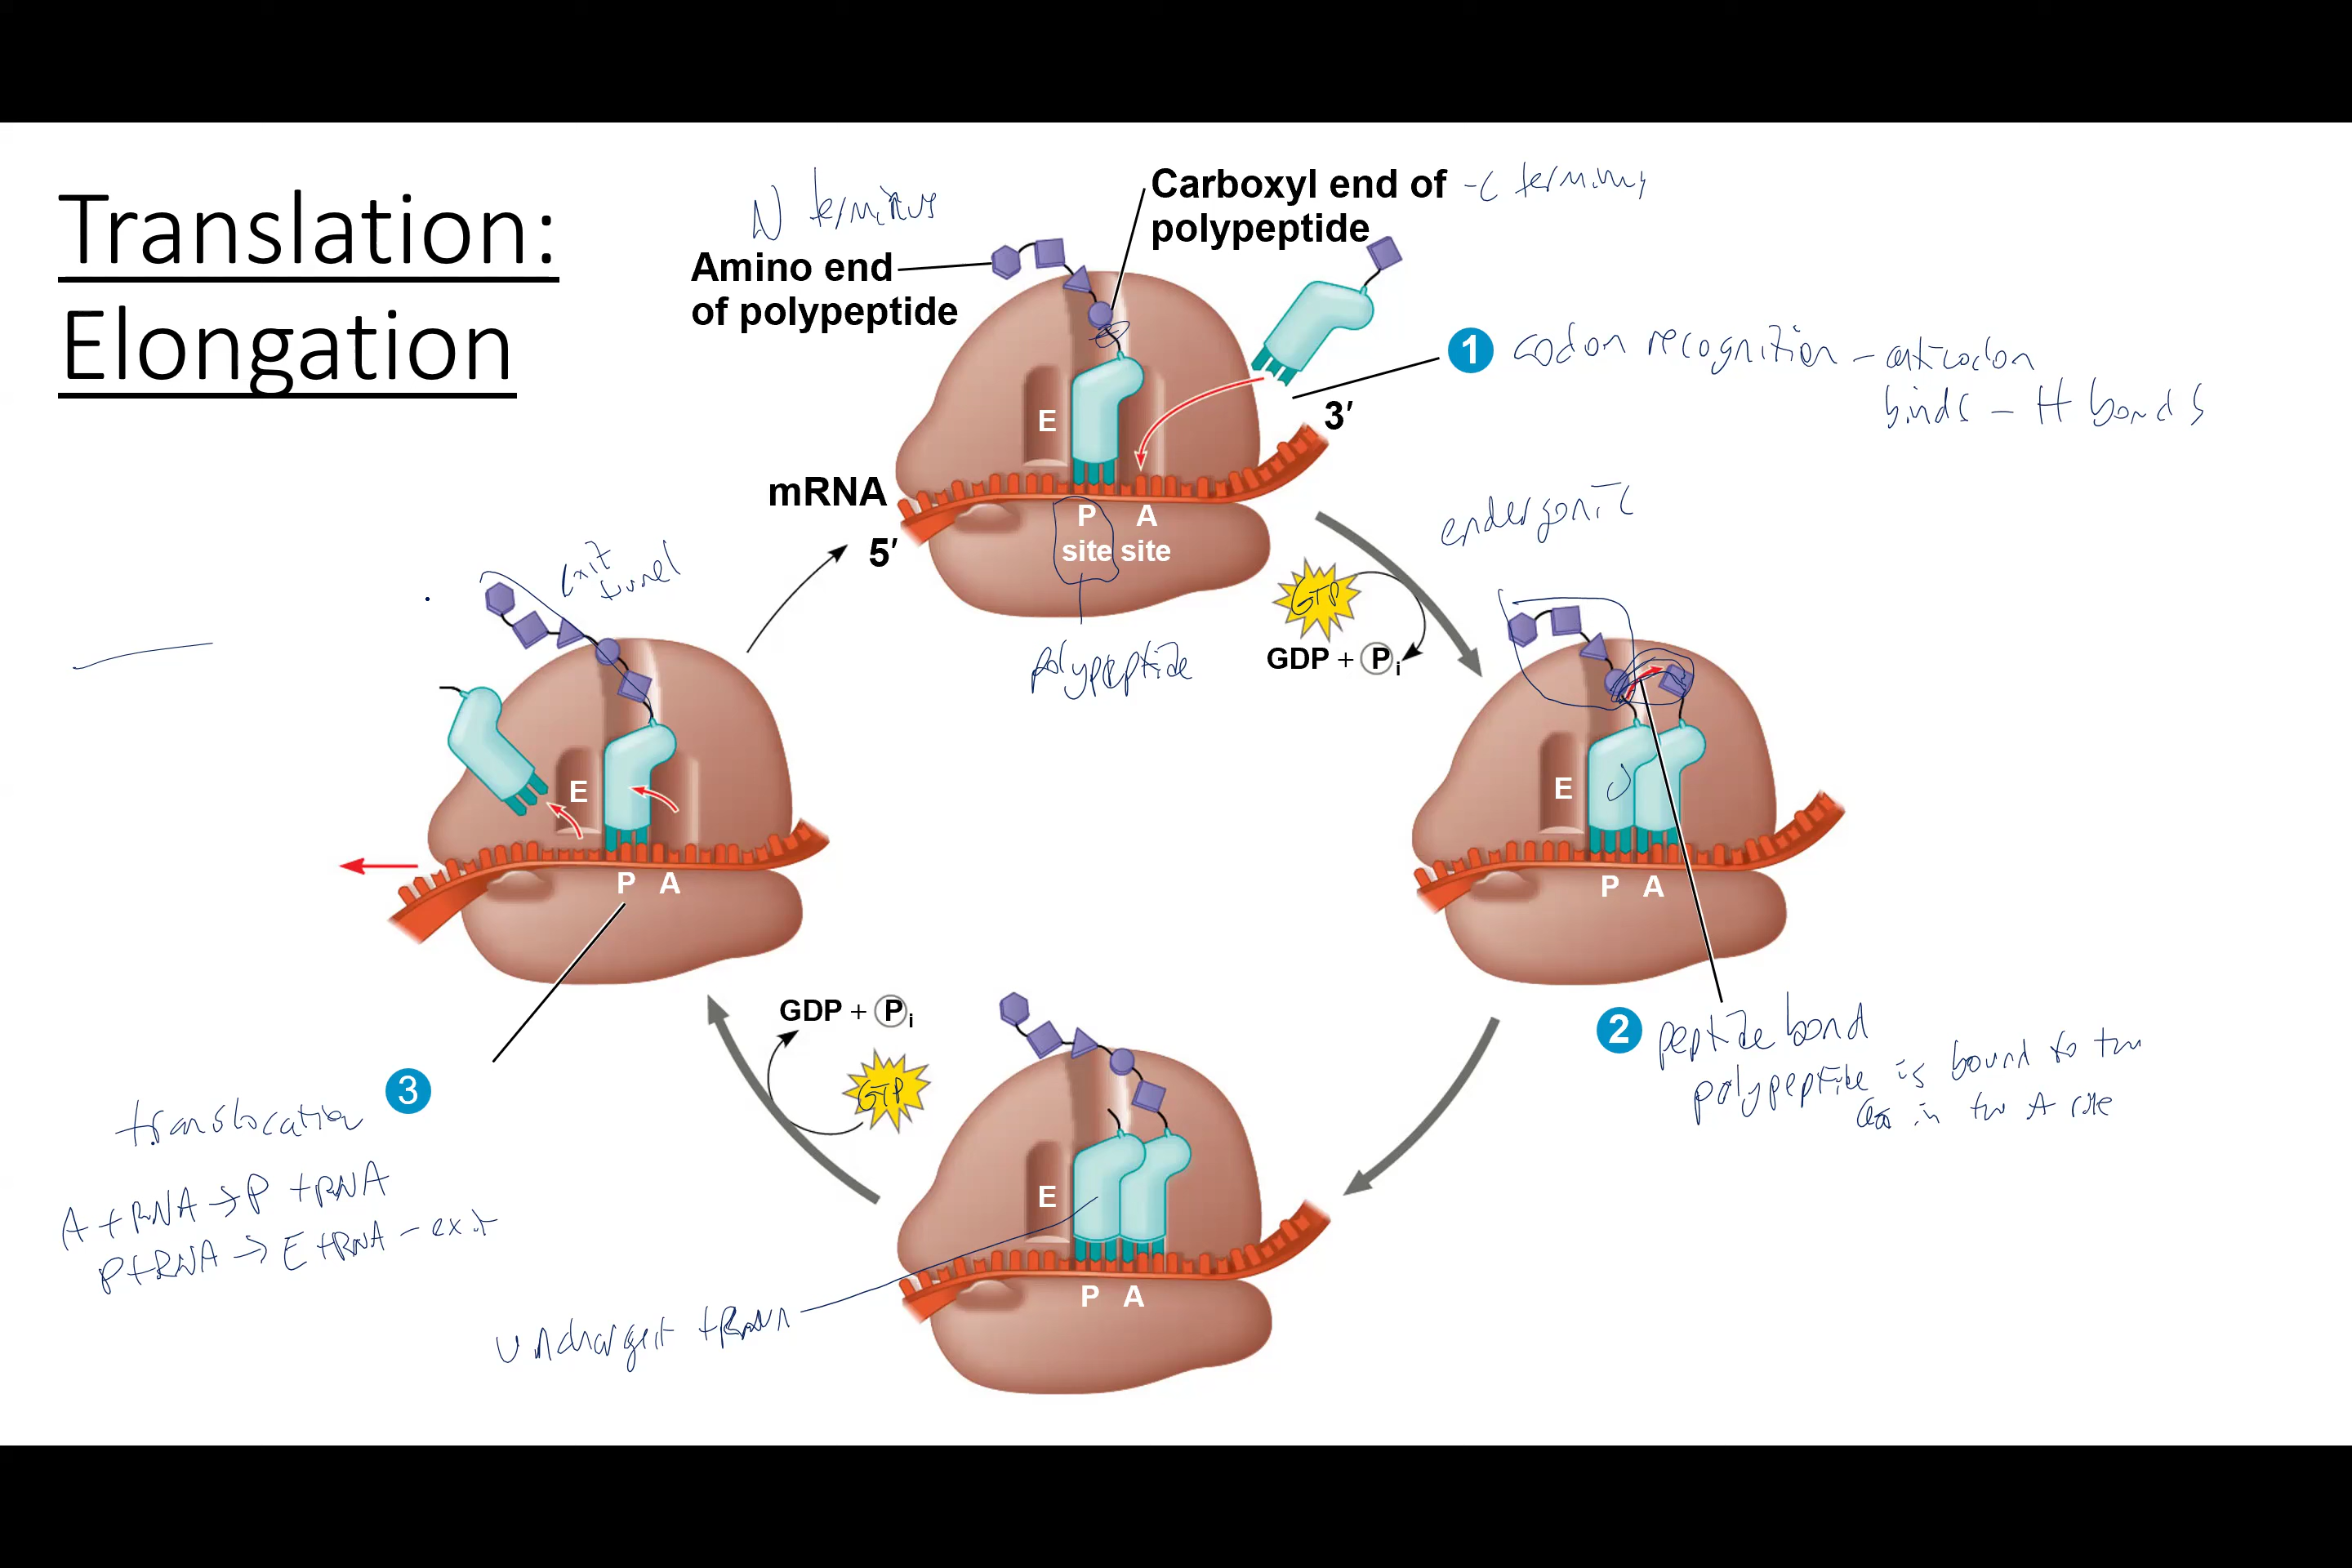 Translation:
Elongation
N terminus
Amino end
of polypeptide
Carboxyl end of - C terminus
polypeptide
1 codon recognition - anticodon
binds - H bonds
3′
E
mRNA
5′
P A
site site
polypeptide
endergonic
GTP
GDP + Pi
exit
tunnel
E
P A
E
P A
2 peptide bond
polypeptide is bound to the
in the A site
3
translocation
A tRNA → P tRNA
P tRNA → E tRNA - exit
GDP + Pi
GTP
E
P A
tRNA